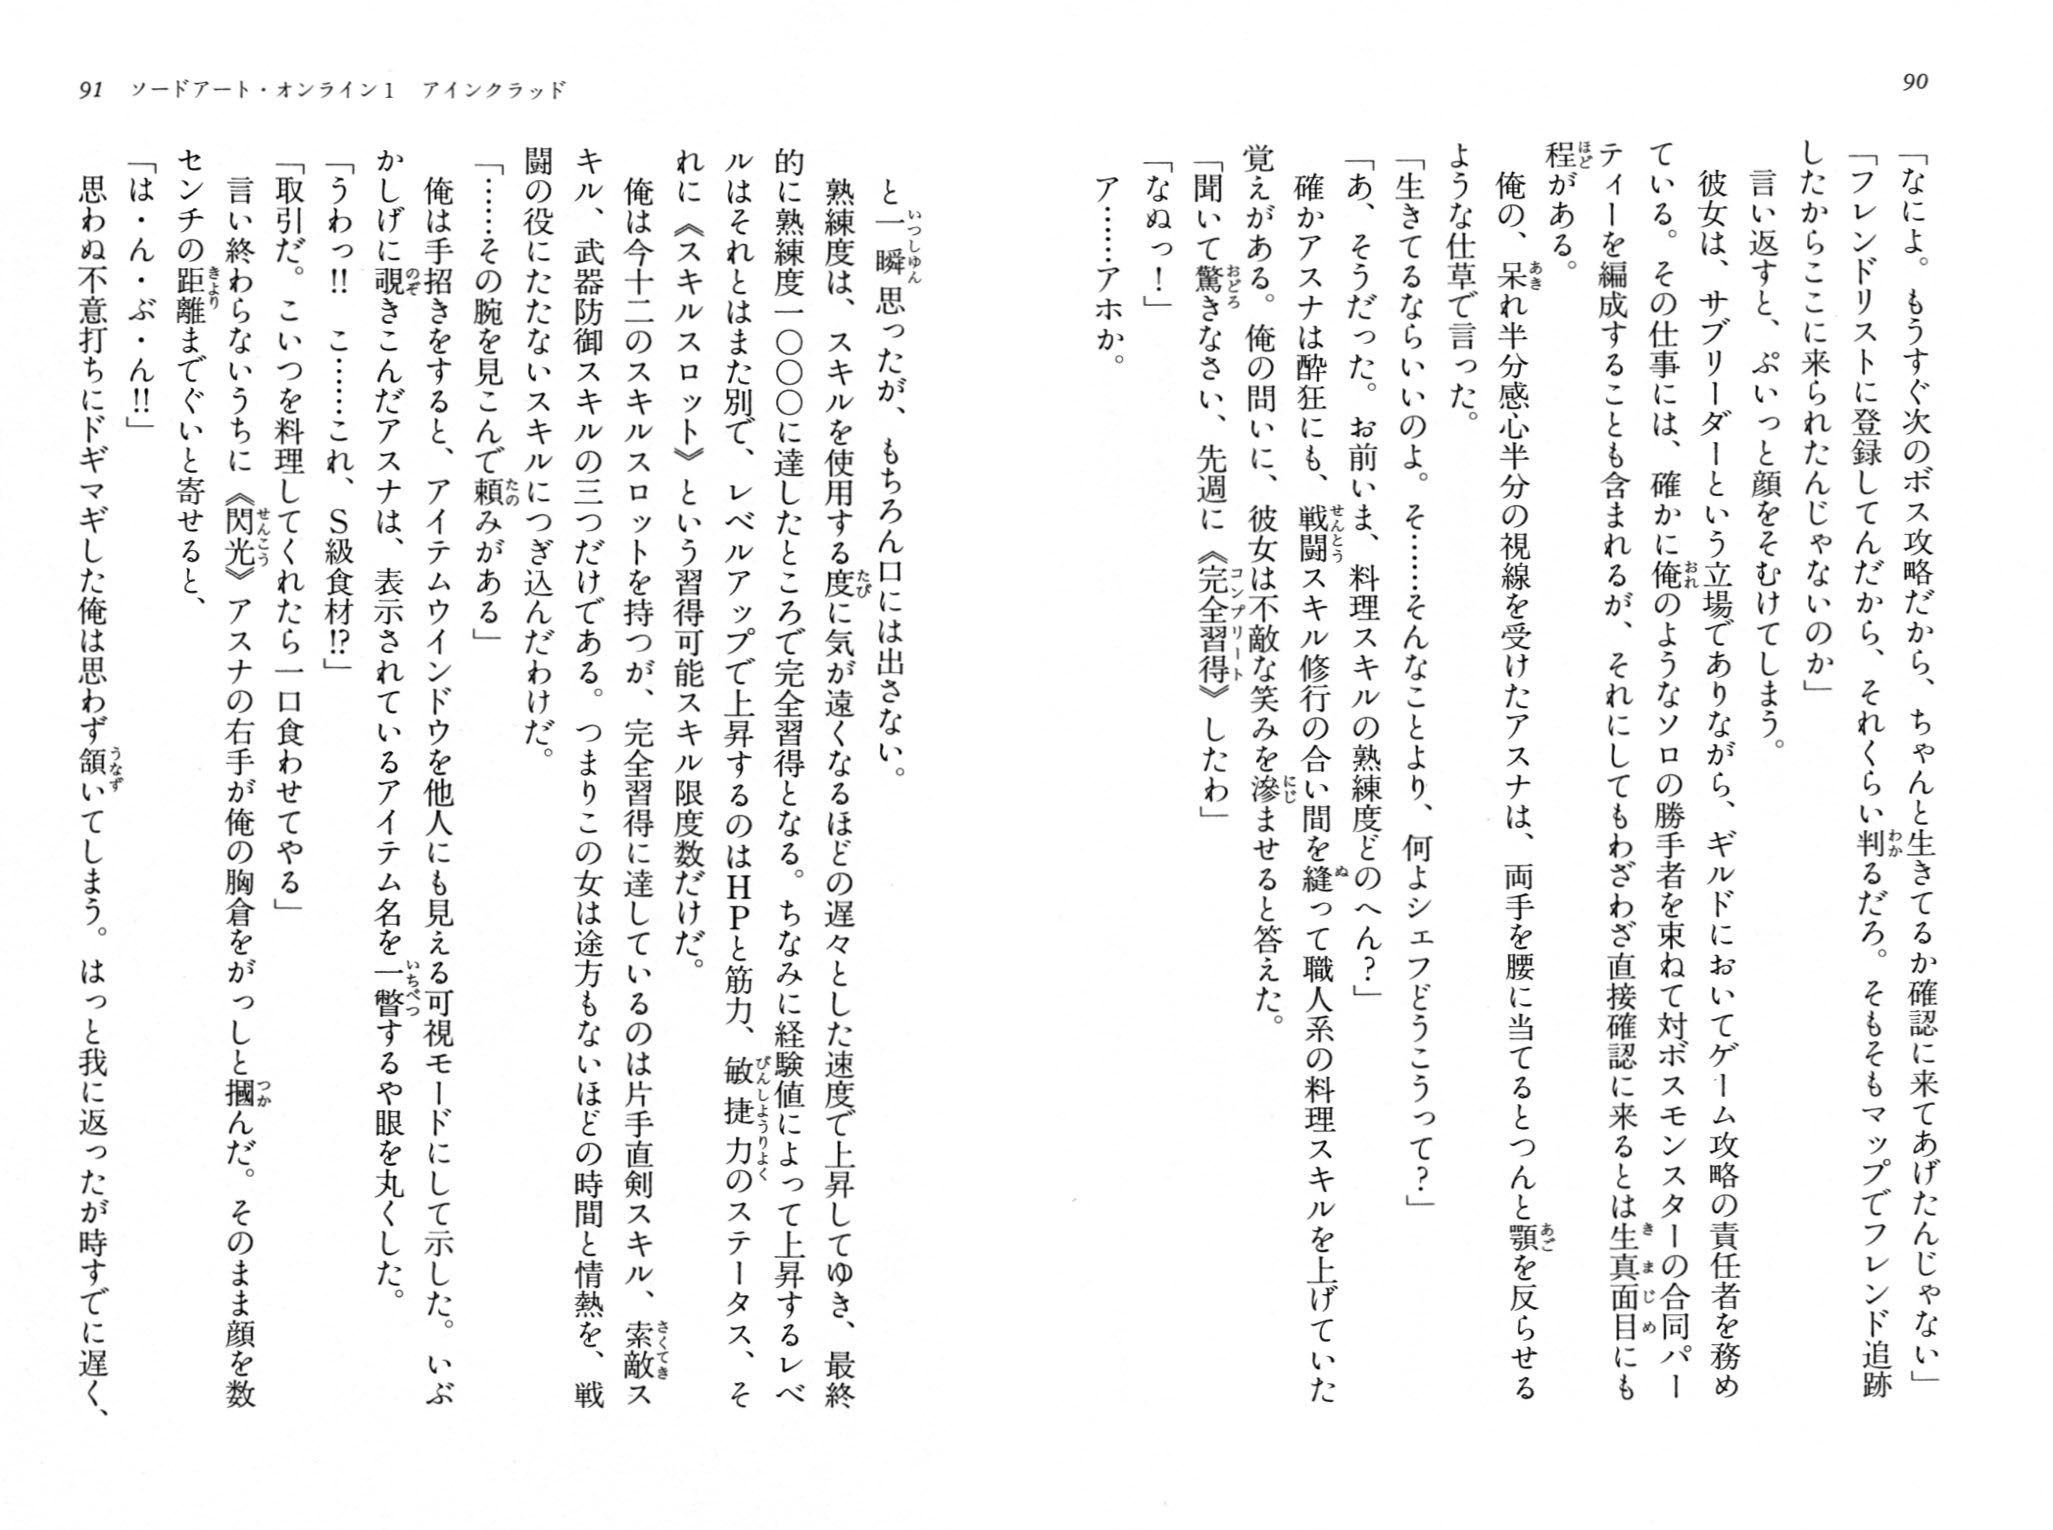 90
「なによ。もうすぐ次のボス攻略だから、ちゃんと生きてるか確認に来てあげたんじゃない」
「フレンドリストに登録してんだから、それくらい判るだろ。そもそもマップでフレンド追跡
したからここに来られたんじゃないのか」
言い返すと、ぷいっと顔をそむけてしまう。
彼女は、サブリーダーという立場でありながら、ギルドにおいてゲーム攻略の責任者を務め
ている。その仕事には、確かに俺のようなソロの勝手者を束ねて対ボスモンスターの合同パー
ティーを編成することも含まれるが、それにしてもわざわざ直接確認に来るとは生真面目にも
程がある。
俺の、呆れ半分感心半分の視線を受けたアスナは、両手を腰に当てるとつんと顎を反らせる
ような仕草で言った。
「生きてるならいいのよ。そ……そんなことより、何よシェフどうこうって？」
「あ、そうだった。お前いま、料理スキルの熟練度どのへん？」
確かアスナは酔狂にも、戦闘スキル修行の合い間を縫って職人系の料理スキルを上げていた
覚えがある。俺の問いに、彼女は不敵な笑みを滲ませると答えた。
「聞いて驚きなさい、先週に《完全習得》したわ」
「なぬっ！」
ア……アホか。
91 ソードアート・オンライン1 アインクラッド
と一瞬思ったが、もちろん口には出さない。
熟練度は、スキルを使用する度に気が遠くなるほどの遅々とした速度で上昇してゆき、最終
的に熟練度一〇〇〇に達したところで完全習得となる。ちなみに経験値によって上昇するレベ
ルはそれとはまた別で、レベルアップで上昇するのはHPと筋力、敏捷力のステータス、そ
れに《スキルスロット》という習得可能スキル限度数だけだ。
俺は今十二のスキルスロットを持つが、完全習得に達しているのは片手直剣スキル、索敵ス
キル、武器防御スキルの三つだけである。つまりこの女は途方もないほどの時間と情熱を、戦
闘の役にたたないスキルにつぎ込んだわけだ。
「……その腕を見こんで頼みがある」
俺は手招きをすると、アイテムウインドウを他人にも見える可視モードにして示した。いぶ
かしげに覗きこんだアスナは、表示されているアイテム名を一瞥するや眼を丸くした。
「うわっ!! こ……これ、S級食材!?」
「取引だ。こいつを料理してくれたら一口食わせてやる」
言い終わらないうちに《閃光》アスナの右手が俺の胸倉をがっしと摑んだ。そのまま顔を数
センチの距離までぐいと寄せると、
「は・ん・ぶ・ん!!」
思わぬ不意打ちにドギマギした俺は思わず頷いてしまう。はっと我に返ったが時すでに遅く、